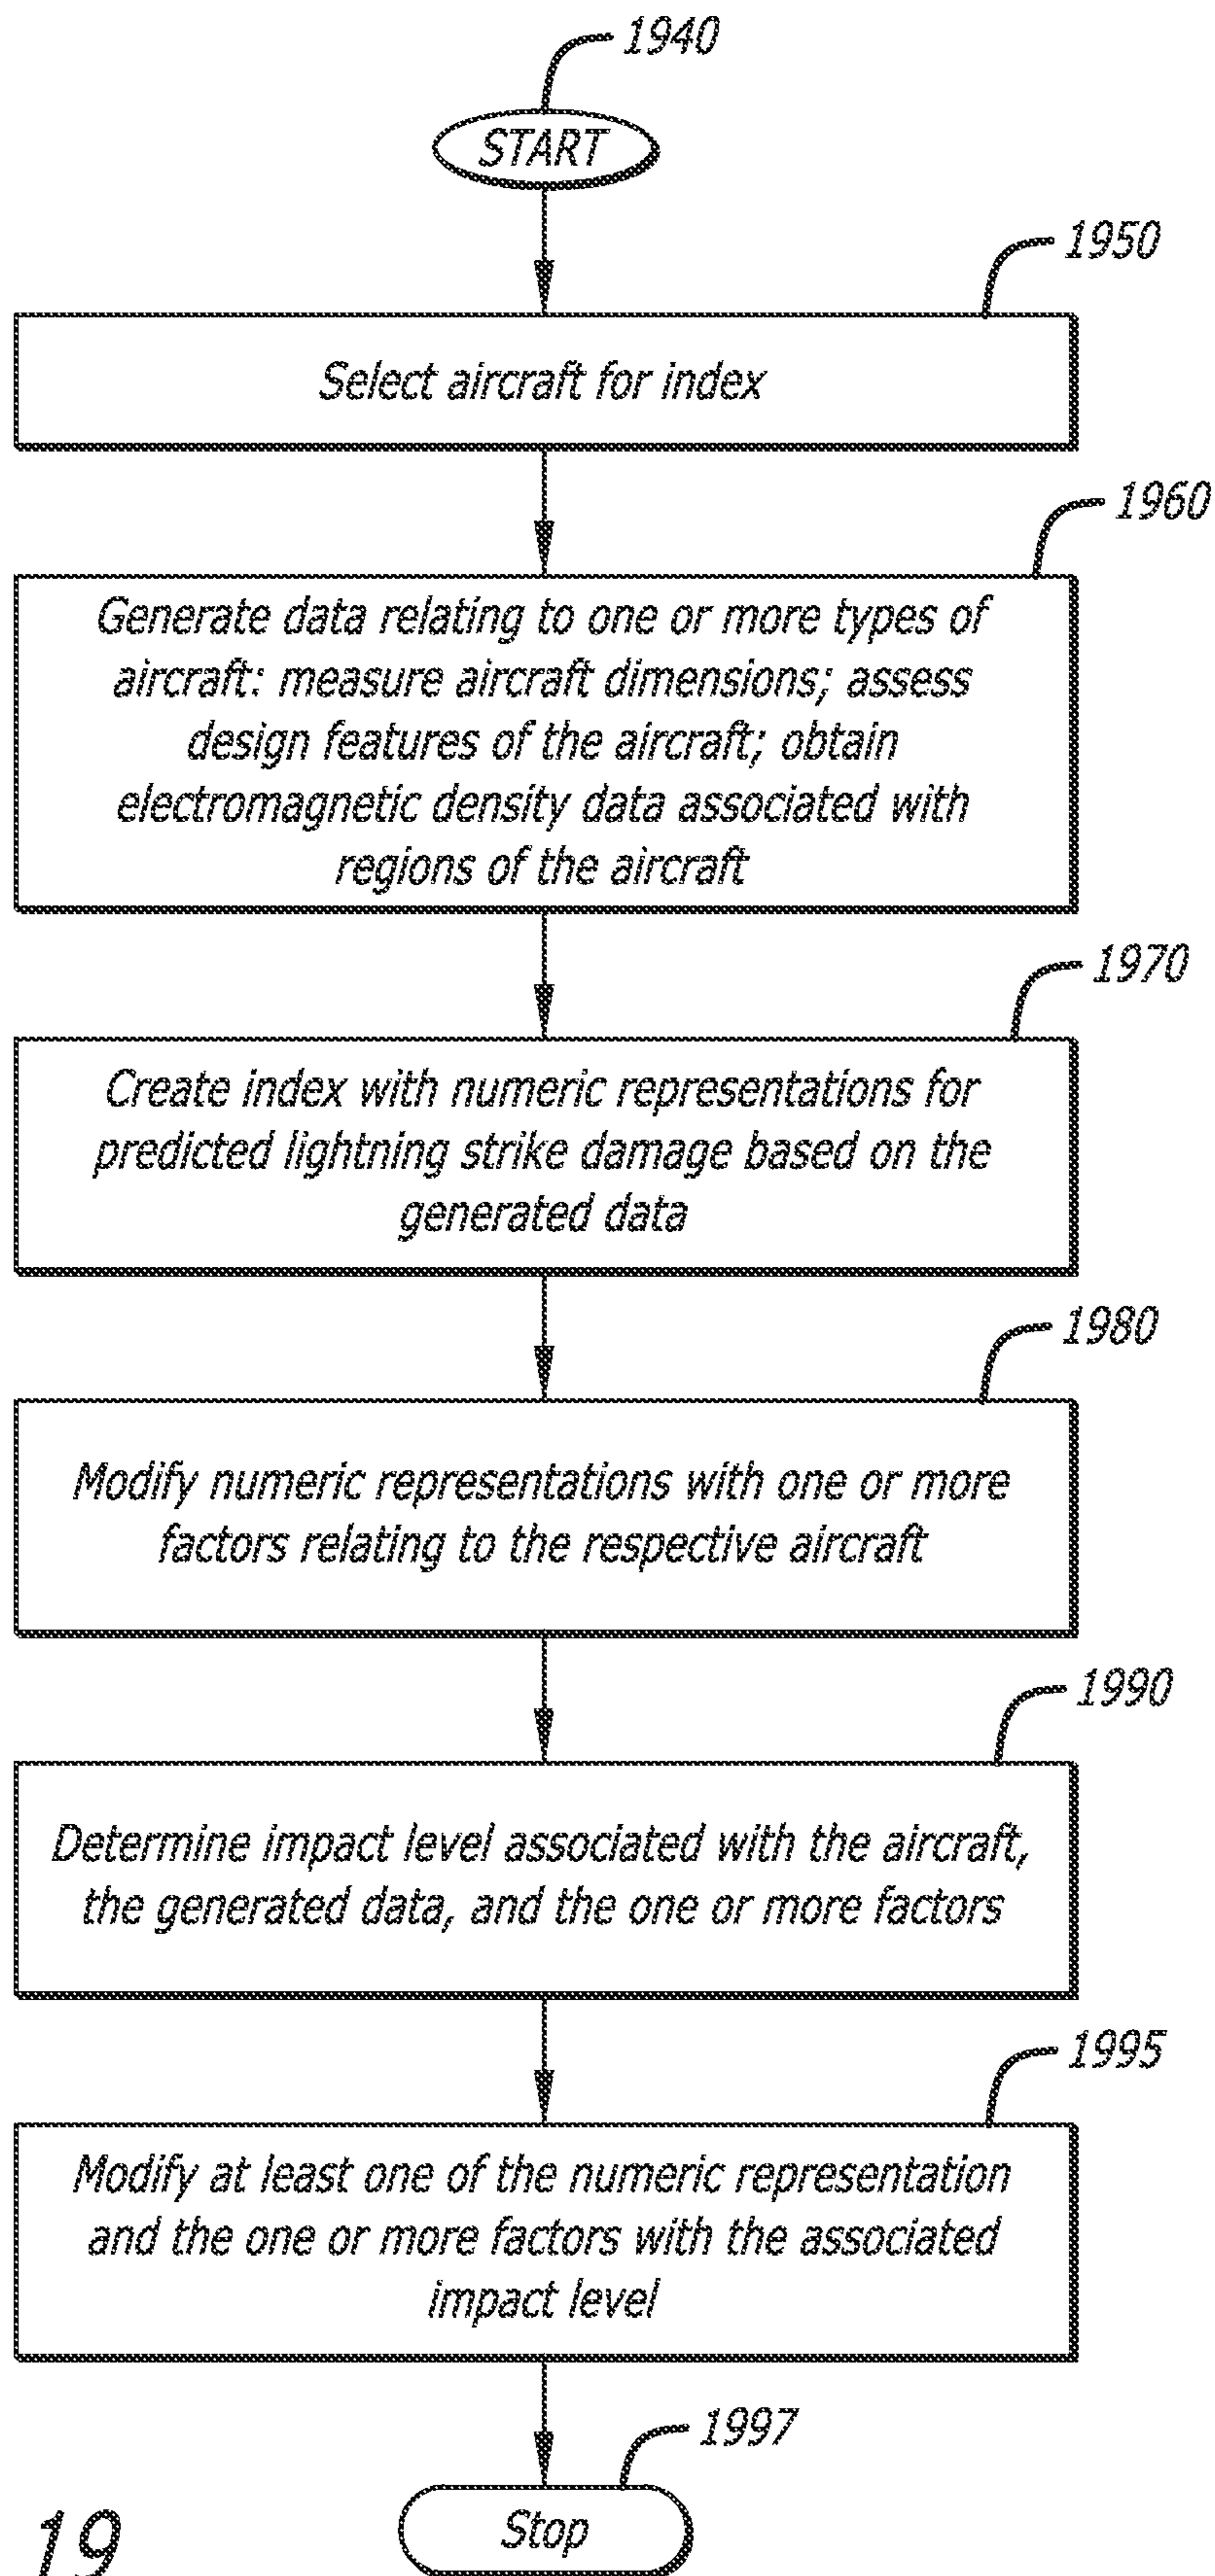 1940
START
1950
Select aircraft for index
1960
Generate data relating to one or more types of
aircraft: measure aircraft dimensions; assess
design features of the aircraft; obtain
electromagnetic density data associated with
regions of the aircraft
1970
Create index with numeric representations for
predicted lightning strike damage based on the
generated data
1980
Modify numeric representations with one or more
factors relating to the respective aircraft
1990
Determine impact level associated with the aircraft,
the generated data, and the one or more factors
1995
Modify at least one of the numeric representation
and the one or more factors with the associated
impact level
1997
Stop
19